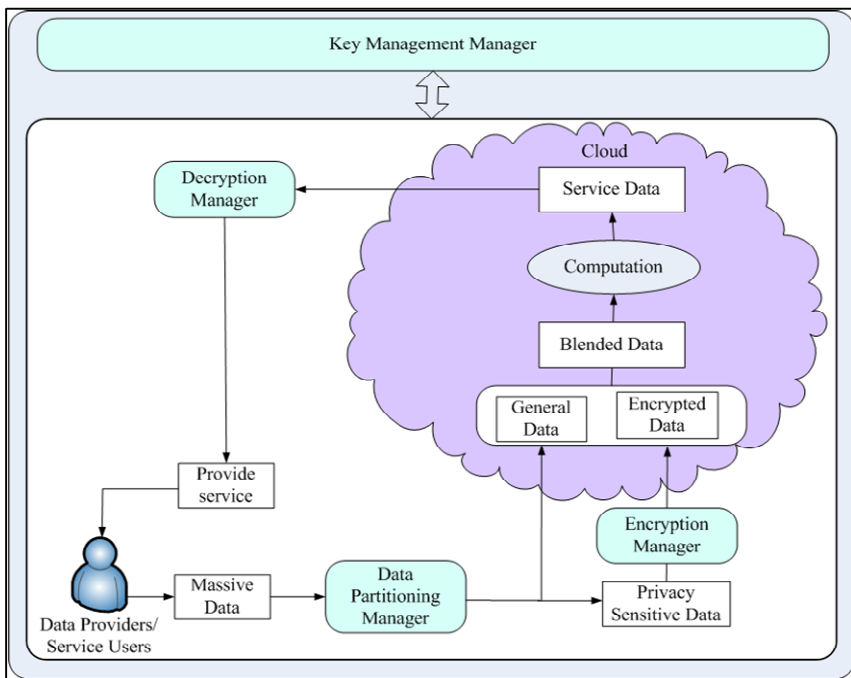 Key Management Manager
Cloud
Decryption
Manager
Service Data
Computation
Blended Data
General
Data
Encrypted
Data
Provide
service
Encryption
Manager
Massive
Data
Data
Partitioning
Manager
Privacy
Sensitive Data
Data Providers/
Service Users